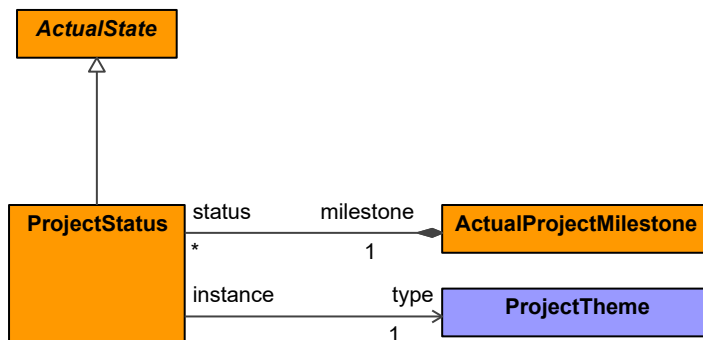 ActualState
ProjectStatus
status
milestone
ActualProjectMilestone
*
1
instance
type
ProjectTheme
1